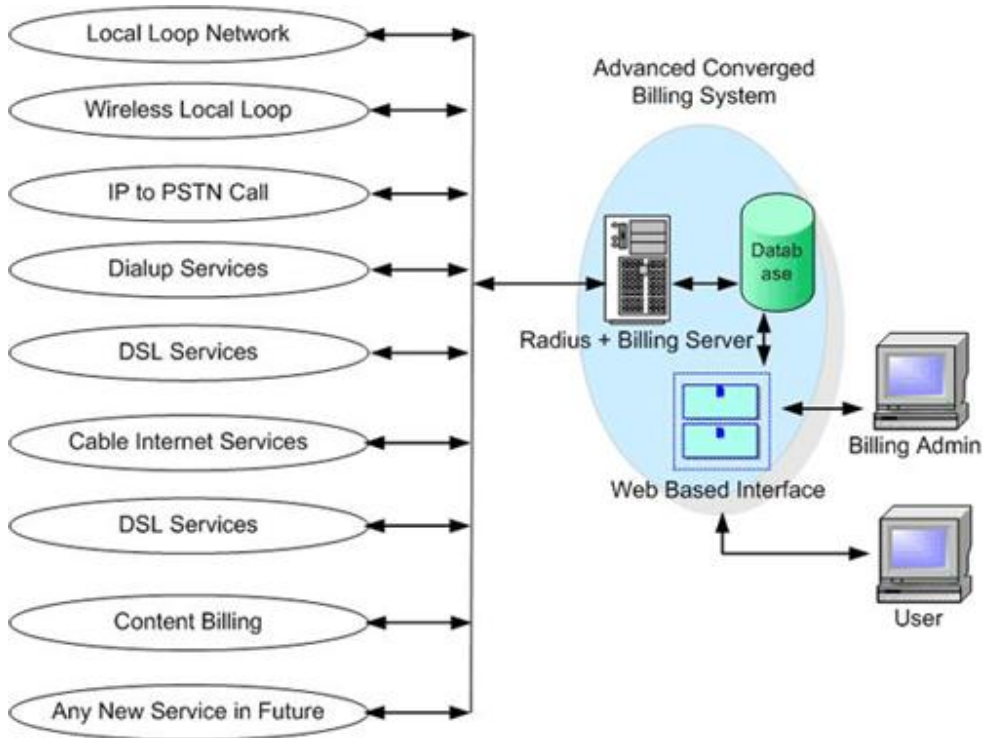 Local Loop Network
Wireless Local Loop
IP to PSTN Call
Dialup Services
DSL Services
Cable Internet Services
DSL Services
Content Billing
Any New Service in Future
Advanced Converged
Billing System
Datab
ase
Radius + Billing Server
Web Based Interface
Billing Admin
User